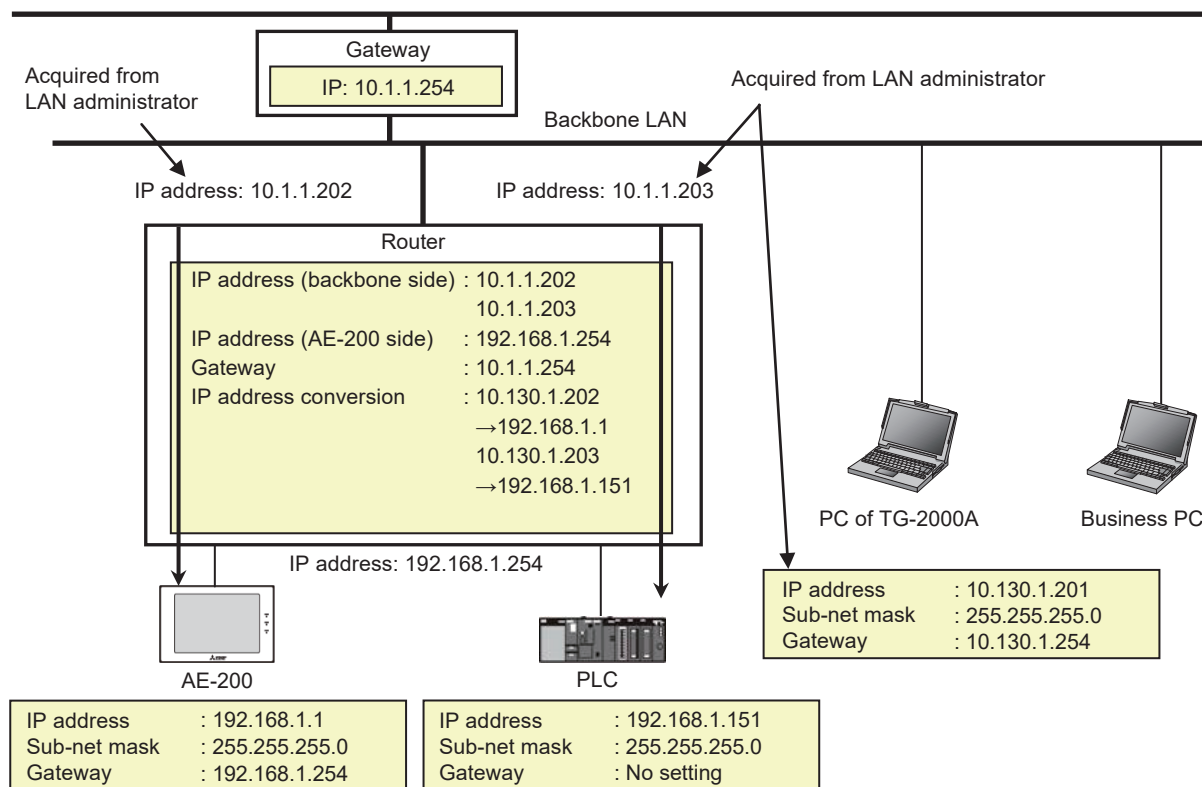 Gateway
IP: 10.1.1.254
Acquired from
LAN administrator
Acquired from LAN administrator
Backbone LAN
IP address: 10.1.1.202
IP address: 10.1.1.203
Router
IP address (backbone side) : 10.1.1.202
10.1.1.203
IP address (AE-200 side) : 192.168.1.254
Gateway : 10.1.1.254
IP address conversion : 10.130.1.202
→192.168.1.1
10.130.1.203
→192.168.1.151
PC of TG-2000A
Business PC
IP address: 192.168.1.254
IP address : 10.130.1.201
Sub-net mask : 255.255.255.0
Gateway : 10.130.1.254
AE-200
PLC
IP address : 192.168.1.1
Sub-net mask : 255.255.255.0
Gateway : 192.168.1.254
IP address : 192.168.1.151
Sub-net mask : 255.255.255.0
Gateway : No setting